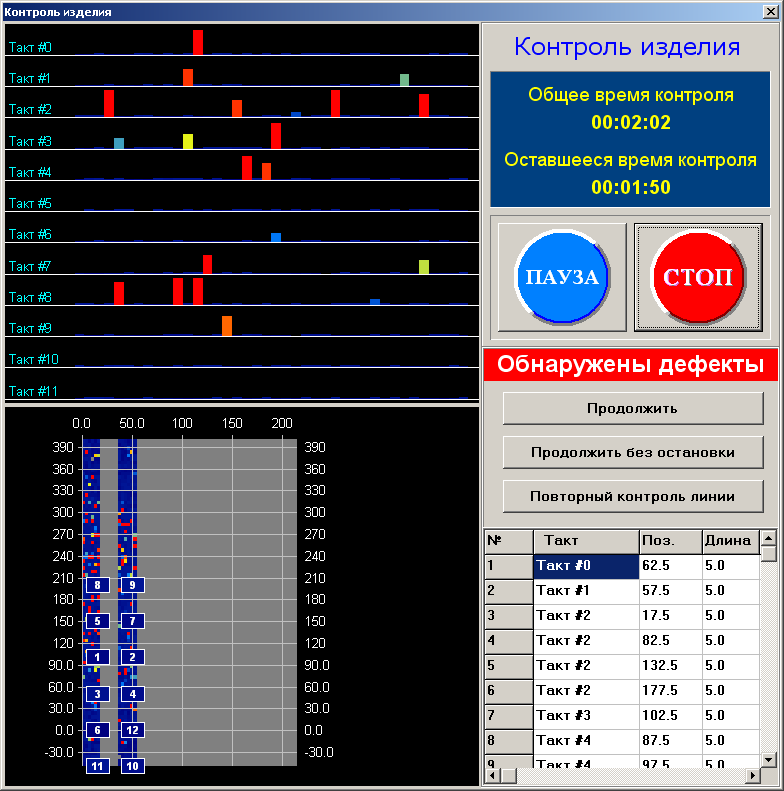 Контроль изделия
Такт #0
Такт #1
Такт #2
Такт #3
Такт #4
Такт #5
Такт #6
Такт #7
Такт #8
Такт #9
Такт #10
Такт #11
0.0 50.0 100 150 200
390 390
360 360
330 330
300 300
270 270
240 240
210 210
8 9
180 180
150 150
5 7
120 120
1 2
90.0 90.0
60.0 60.0
3 4
30.0 30.0
0.0 6 12 0.0
-30.0 -30.0
11 10
Контроль изделия
Общее время контроля
00:02:02
Оставшееся время контроля
00:01:50
ПАУЗА СТОП
Обнаружены дефекты
Продолжить
Продолжить без остановки
Повторный контроль линии
№ Такт Поз. Длина
1 Такт #0 62.5 5.0
2 Такт #1 57.5 5.0
3 Такт #2 17.5 5.0
4 Такт #2 82.5 5.0
5 Такт #2 132.5 5.0
6 Такт #2 177.5 5.0
7 Такт #3 102.5 5.0
8 Такт #4 87.5 5.0
9 Такт #4 97.5 5.0